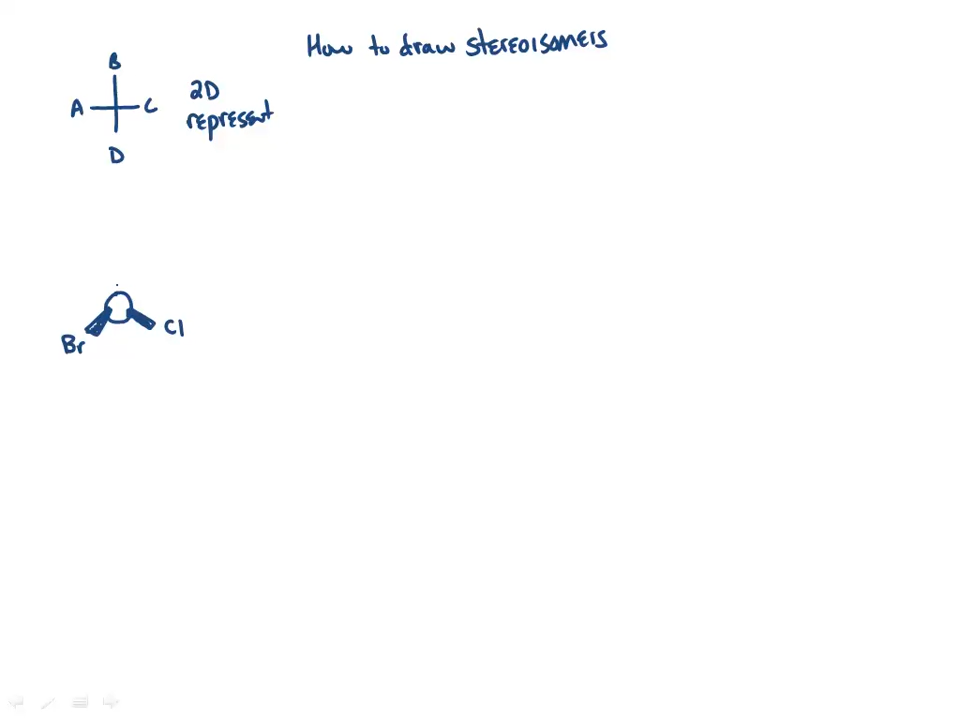 How to draw stereoisomers
B
A C
D
2D
represent
Br Cl